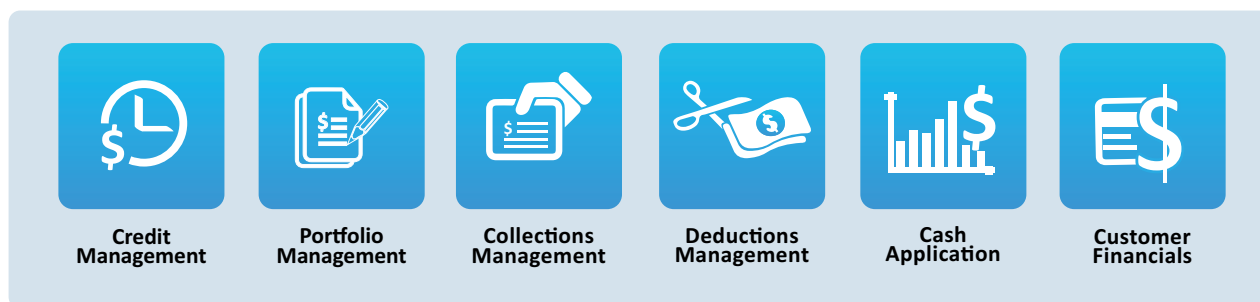 $
$
$
$
$
$
Credit
Management
Portfolio
Management
Collections
Management
Deductions
Management
Cash
Application
Customer
Financials